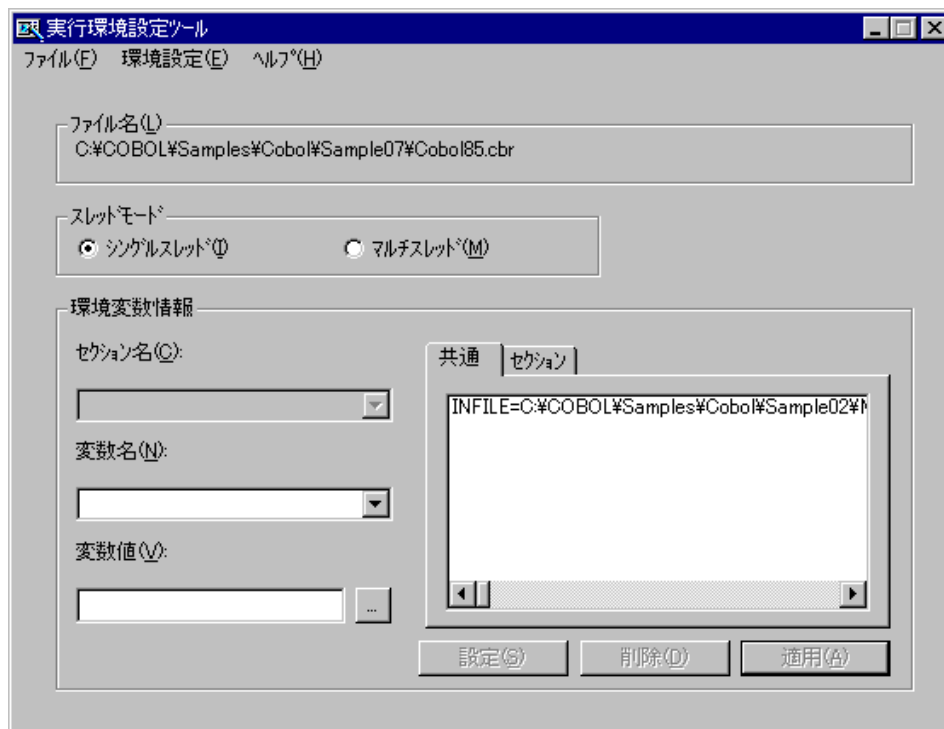 実行環境設定ツール
ファイル(F) 環境設定(E) ヘルプ(H)
ファイル名(L)
C:¥COBOL¥Samples¥Cobol¥Sample07¥Cobol85.cbr
スレッドモード
シングルスレッド(I) マルチスレッド(M)
環境変数情報
セクション名(C):
共通 セクション
INFILE=C:¥COBOL¥Samples¥Cobol¥Sample02¥M
変数名(N):
変数値(V):
...
設定(S) 削除(D) 適用(A)